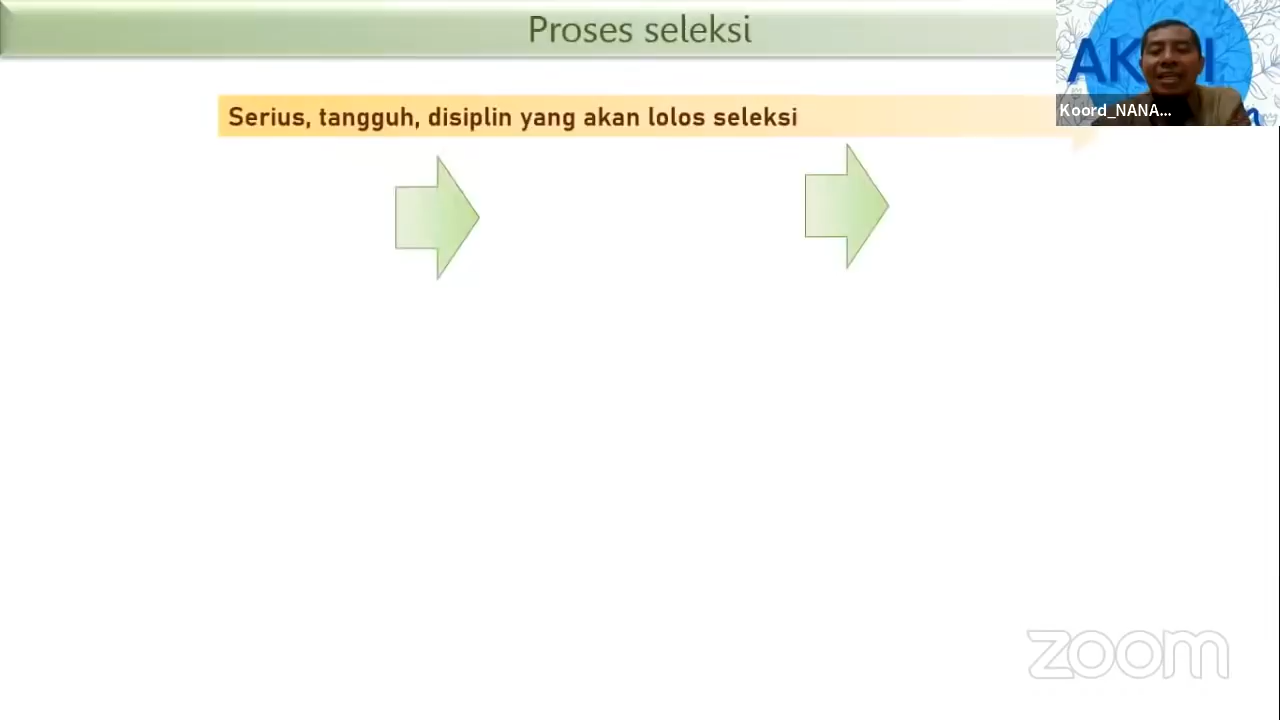 Proses seleksi
Serius, tangguh, disiplin yang akan lolos seleksi
Koord_NANA...
zoom